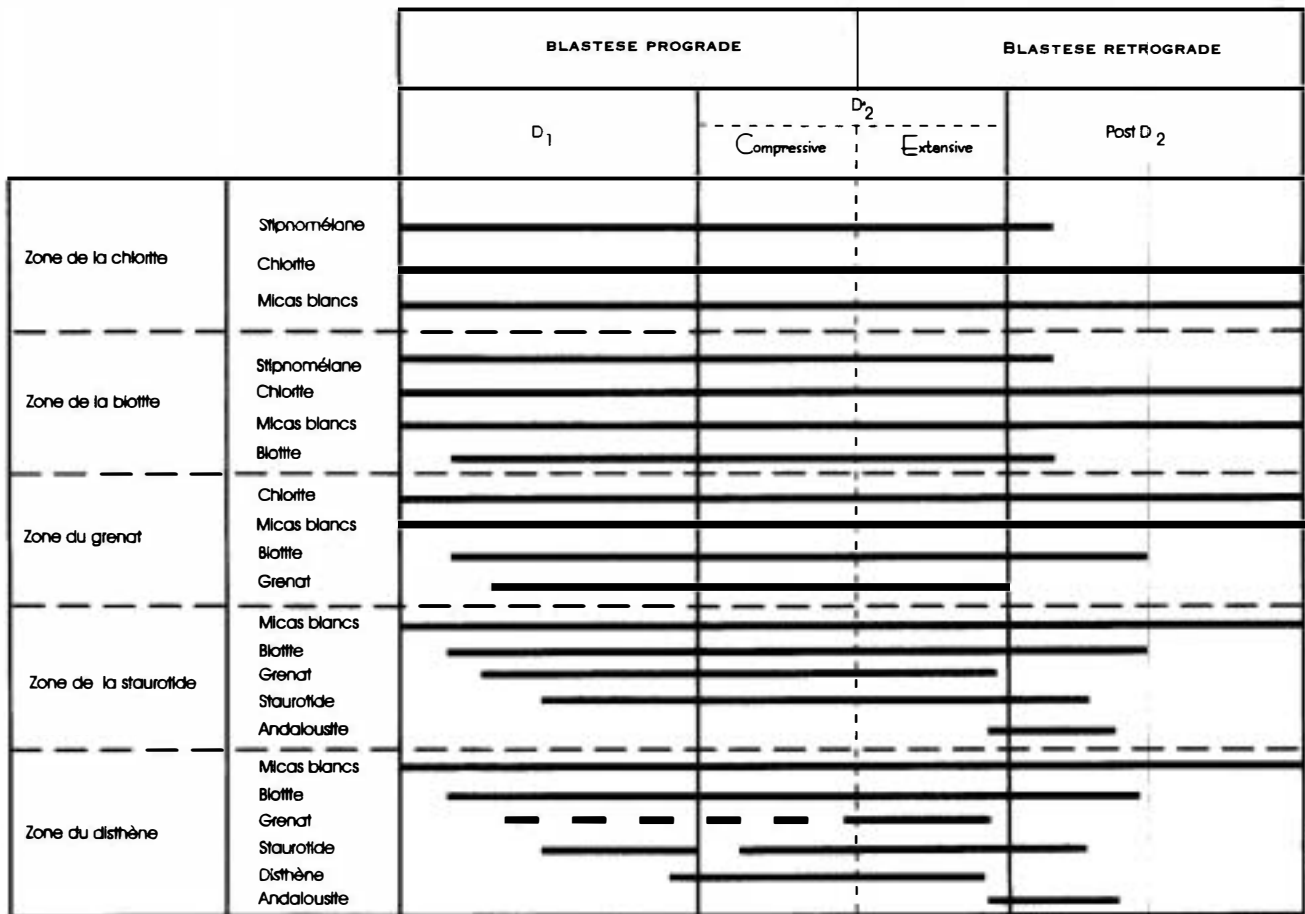 BLASTESE PROGRADE
BLASTESE RETROGRADE
D1
D'2
Compressive
Extensive
Post D 2
Zone de la chlorite
Stipnomélane
Chlorite
Micas blancs
Zone de la biotite
Stipnomélane
Chlorite
Micas blancs
Biotite
Zone du grenat
Chlorite
Micas blancs
Biotite
Grenat
Zone de la staurotide
Micas blancs
Biotite
Grenat
Staurotide
Andalousite
Zone du disthène
Micas blancs
Biotite
Grenat
Staurotide
Disthène
Andalousite